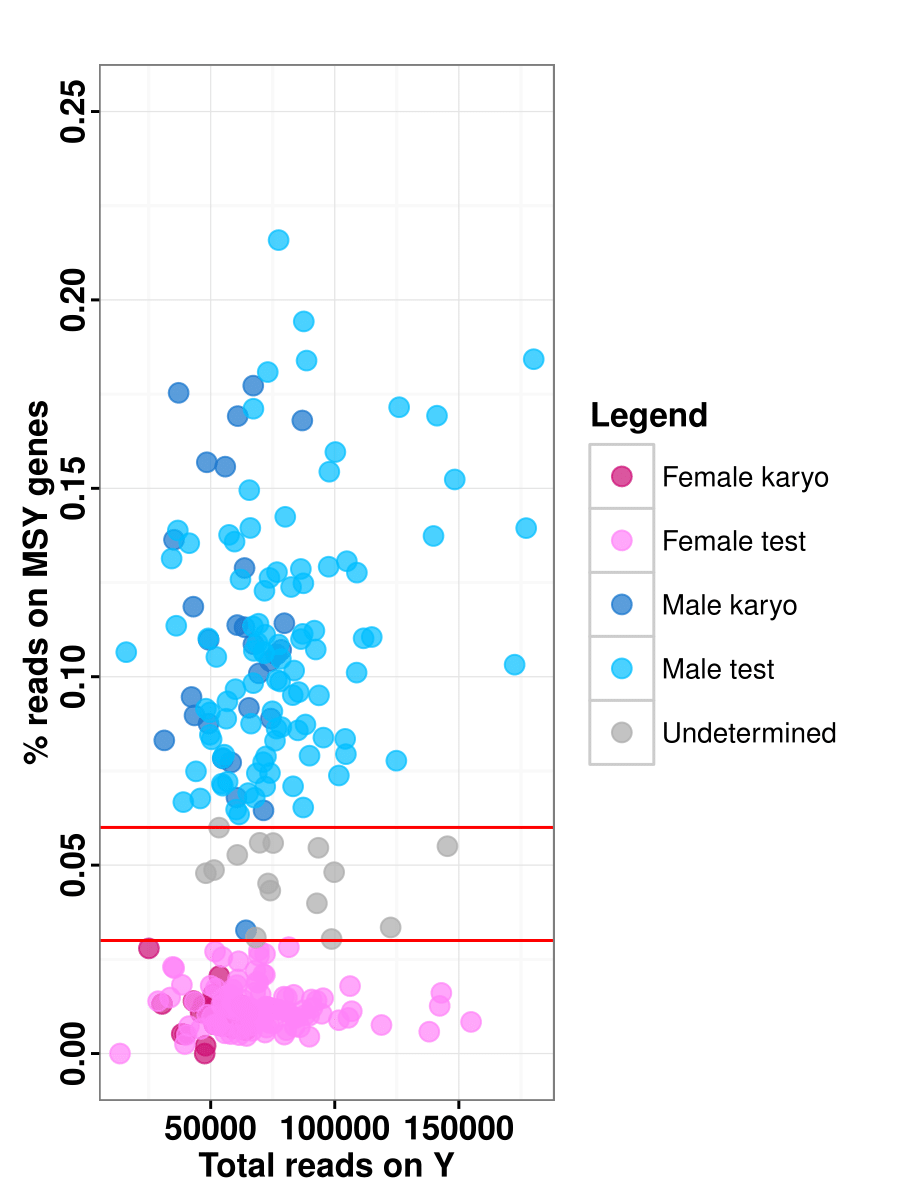 % reads on MSY genes
0.25
0.20
0.15
0.10
0.05
0.00
50000 100000 150000
Total reads on Y
Legend
Female karyo
Female test
Male karyo
Male test
Undetermined